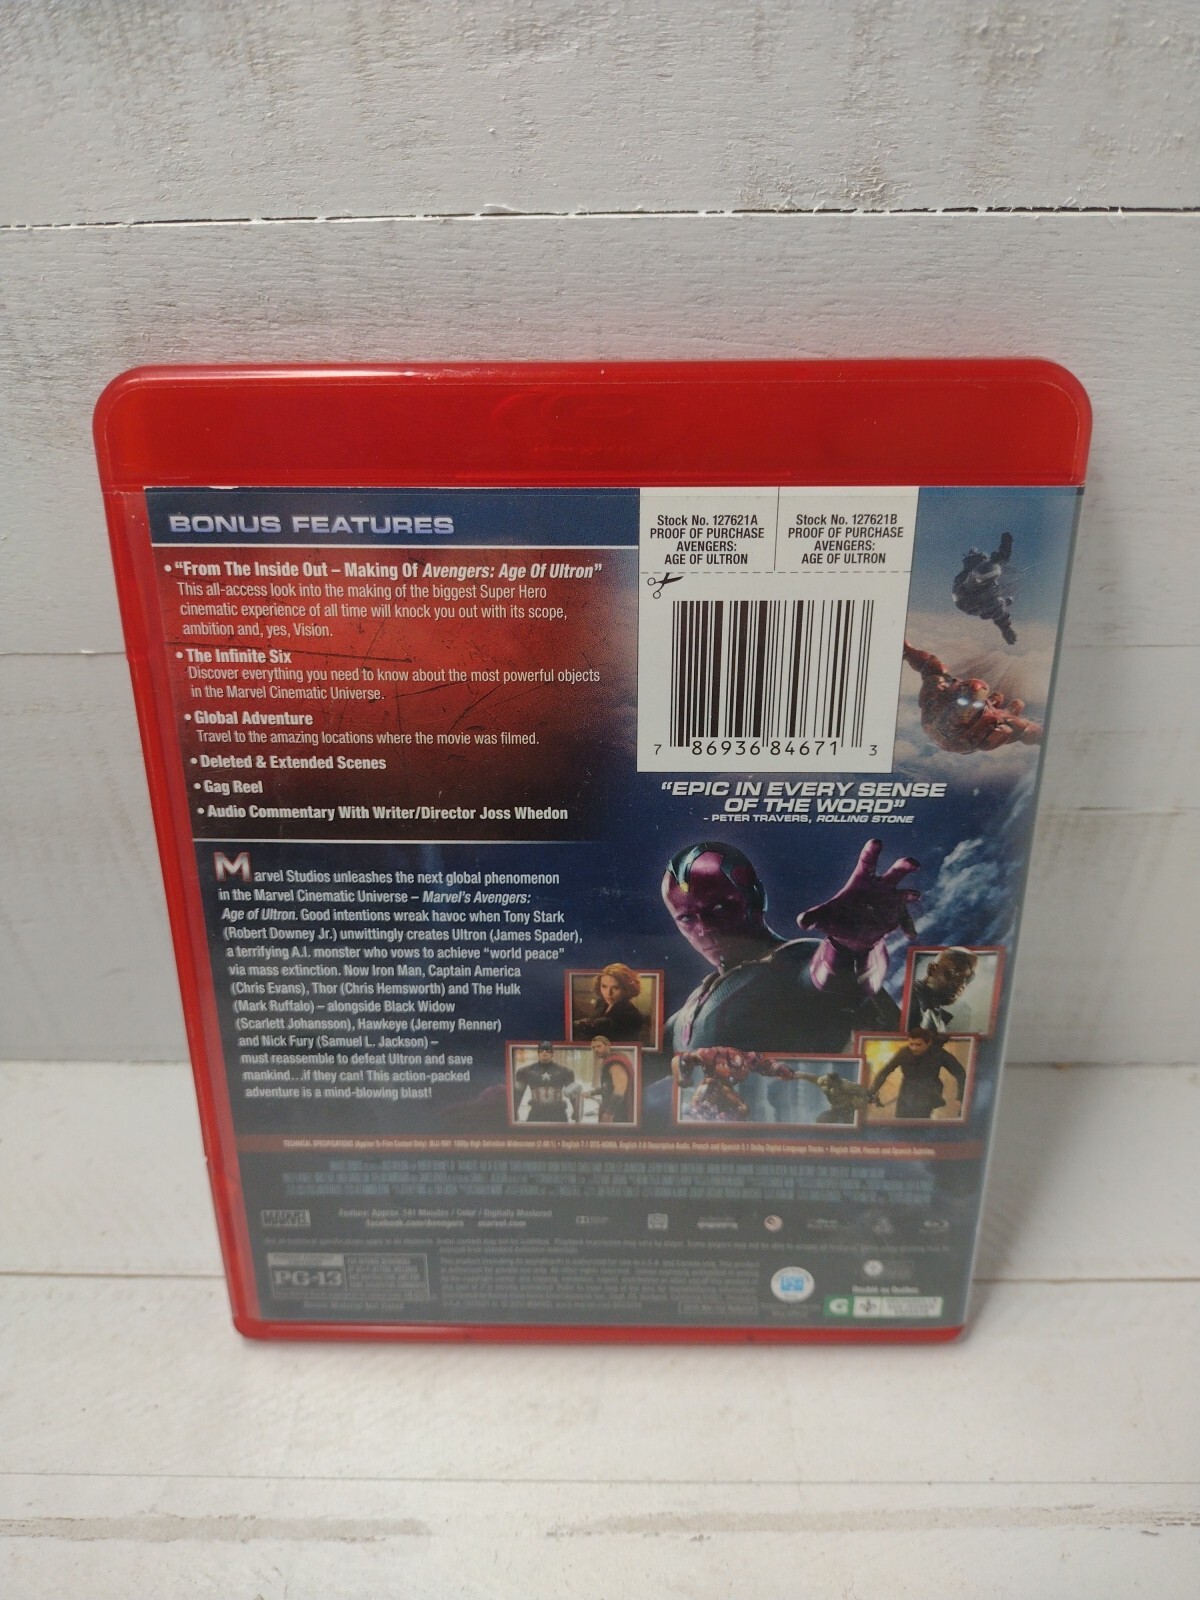 BONUS FEATURES
• “From The Inside Out – Making Of Avengers: Age Of Ultron”
This all-access look into the making of the biggest Super Hero
cinematic experience of all time will knock you out with its scope,
ambition and, yes, Vision.
• The Infinite Six
Discover everything you need to know about the most powerful objects
in the Marvel Cinematic Universe.
• Global Adventure
Travel to the amazing locations where the movie was filmed.
• Deleted & Extended Scenes
• Gag Reel
• Audio Commentary With Writer/Director Joss Whedon
Stock No. 127621A
PROOF OF PURCHASE
AVENGERS:
AGE OF ULTRON
Stock No. 127621B
PROOF OF PURCHASE
AVENGERS:
AGE OF ULTRON
7 86936 84671 3
“EPIC IN EVERY SENSE
OF THE WORD”
- PETER TRAVERS, ROLLING STONE
Marvel Studios unleashes the next global phenomenon
in the Marvel Cinematic Universe – Marvel's Avengers:
Age of Ultron. Good intentions wreak havoc when Tony Stark
(Robert Downey Jr.) unwittingly creates Ultron (James Spader),
a terrifying A.I. monster who vows to achieve “world peace”
via mass extinction. Now Iron Man, Captain America
(Chris Evans), Thor (Chris Hemsworth) and The Hulk
(Mark Ruffalo) – alongside Black Widow
(Scarlett Johansson), Hawkeye (Jeremy Renner)
and Nick Fury (Samuel L. Jackson) –
must reassemble to defeat Ultron and save
mankind...if they can! This action-packed
adventure is a mind-blowing blast!
MARVEL
Feature: Approx. 141 Minutes / Color / Digitally Mastered
facebook.com/Avengers marvel.com
PG-13
G